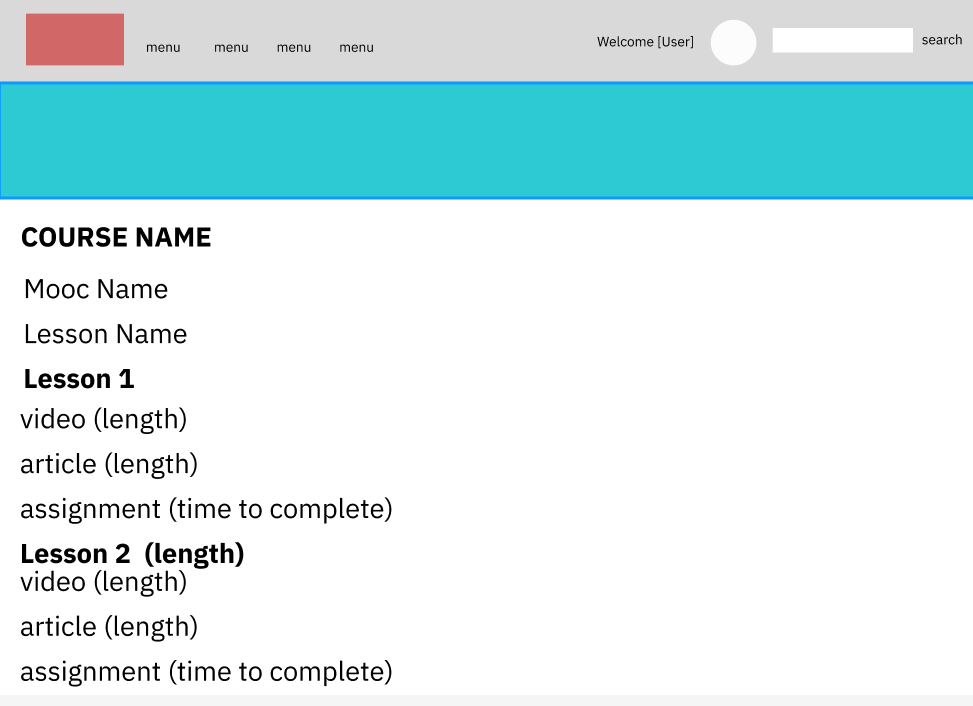 menu menu menu menu Welcome [User] search
COURSE NAME
Mooc Name
Lesson Name
Lesson 1
video (length)
article (length)
assignment (time to complete)
Lesson 2  (length)
video (length)
article (length)
assignment (time to complete)